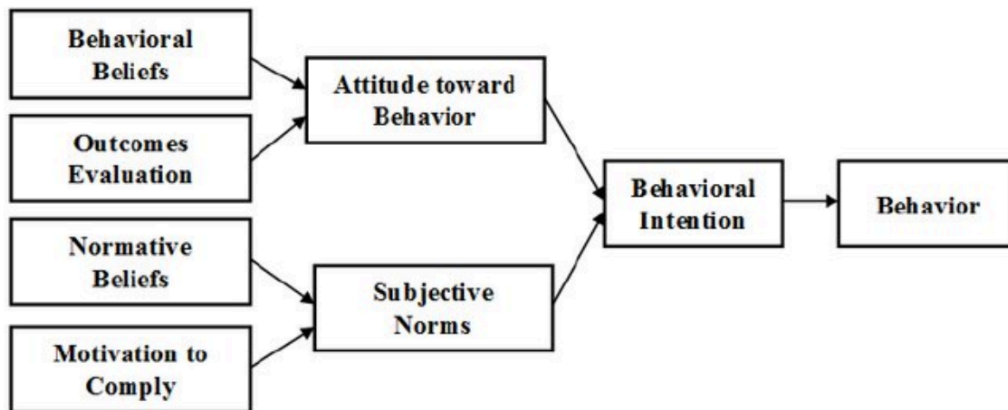 Behavioral
Beliefs
Outcomes
Evaluation
Normative
Beliefs
Motivation to
Comply
Attitude toward
Behavior
Subjective
Norms
Behavioral
Intention
Behavior